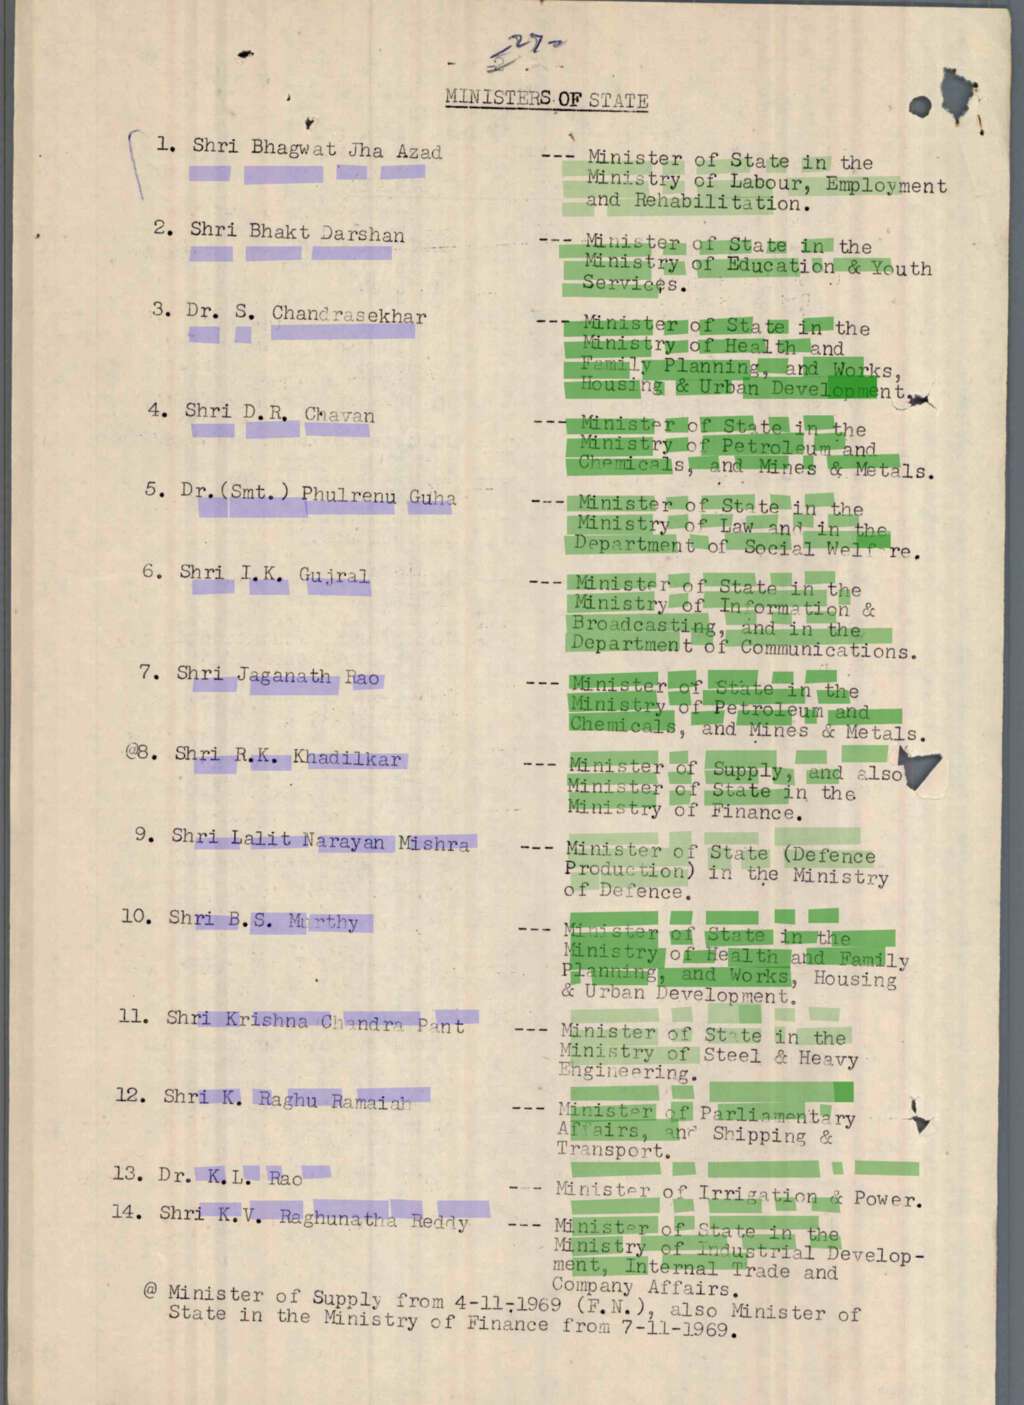 27-
MINISTERS OF STATE
1. Shri Bhagwat Jha Azad --- Minister of State in the
Ministry of Labour, Employment
and Rehabilitation.
2. Shri Bhakt Darshan --- Minister of State in the
Ministry of Education & Youth
Services.
3. Dr. S. Chandrasekhar --- Minister of State in the
Ministry of Health and
Family Planning, and Works,
Housing & Urban Development.
4. Shri D.R. Chavan --- Minister of State in the
Ministry of Petroleum and
Chemicals, and Mines & Metals.
5. Dr.(Smt.) Phulrenu Guha --- Minister of State in the
Ministry of Law and in the
Department of Social Welfare.
6. Shri I.K. Gujral --- Minister of State in the
Ministry of Information &
Broadcasting, and in the
Department of Communications.
7. Shri Jaganath Rao --- Minister of State in the
Ministry of Petroleum and
Chemicals, and Mines & Metals.
@8. Shri R.K. Khadilkar --- Minister of Supply, and also
Minister of State in the
Ministry of Finance.
9. Shri Lalit Narayan Mishra --- Minister of State (Defence
Production) in the Ministry
of Defence.
10. Shri B.S. Murthy --- Minister of State in the
Ministry of Health and Family
Planning, and Works, Housing
& Urban Development.
11. Shri Krishna Chandra Pant --- Minister of State in the
Ministry of Steel & Heavy
Engineering.
12. Shri K. Raghu Ramaiah --- Minister of Parliamentary
Affairs, and Shipping &
Transport.
13. Dr. K.L. Rao --- Minister of Irrigation & Power.
14. Shri K.V. Raghunatha Reddy --- Minister of State in the
Ministry of Industrial Develop-
ment, Internal Trade and
Company Affairs.
@ Minister of Supply from 4-11-1969 (F.N.), also Minister of
State in the Ministry of Finance from 7-11-1969.